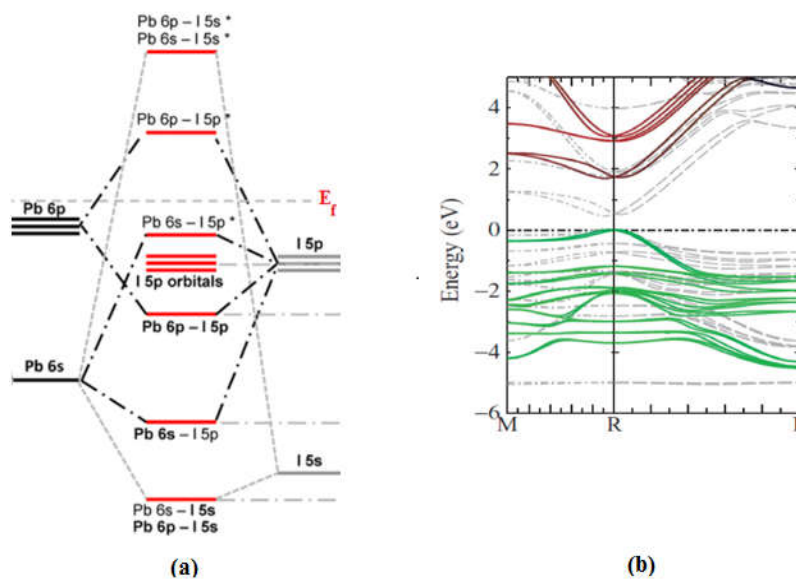 Pb 6p – I 5s *
Pb 6s – I 5s *
Pb 6p – I 5p *
E_f
Pb 6p
Pb 6s – I 5p *
I 5p
I 5p orbitals
Pb 6p – I 5p
Pb 6s
Pb 6s – I 5p
I 5s
Pb 6s – I 5s
Pb 6p – I 5s
(a)
Energy (eV)
4
2
0
−2
−4
−6
M
R
(b)